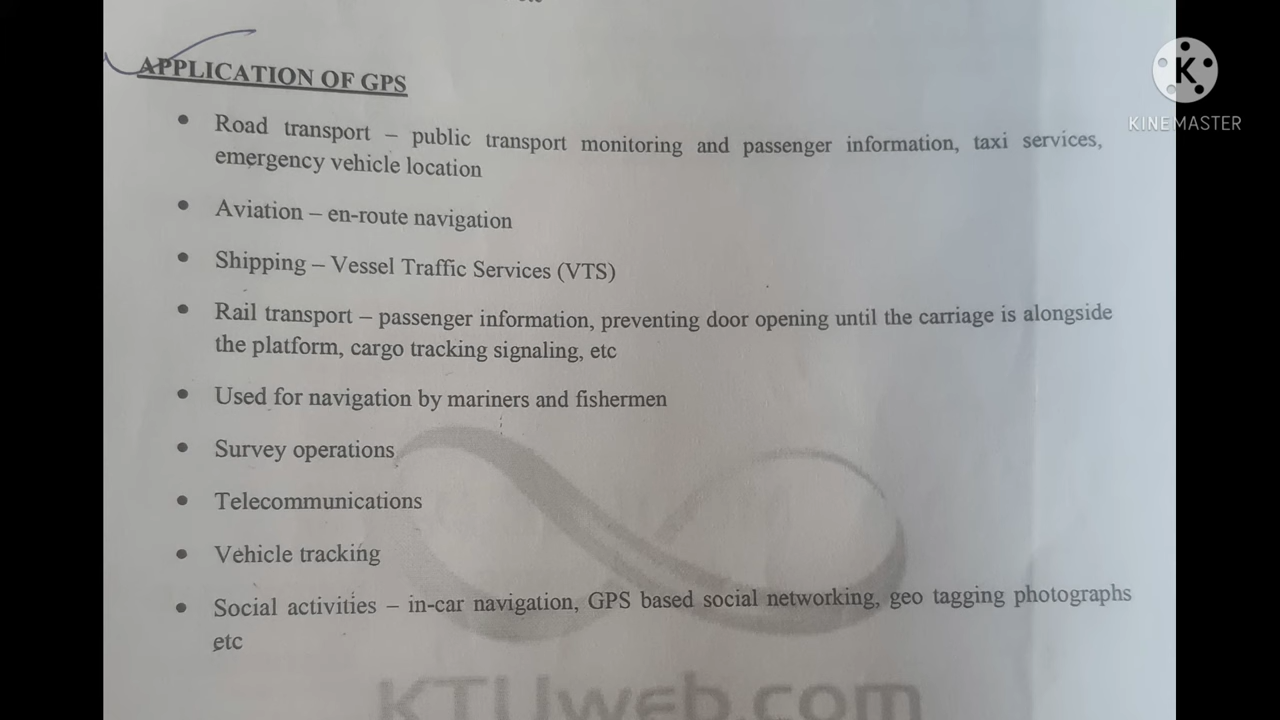 APPLICATION OF GPS
K
KINEMASTER
Road transport – public transport monitoring and passenger information, taxi services,
emergency vehicle location
Aviation – en-route navigation
Shipping – Vessel Traffic Services (VTS)
Rail transport – passenger information, preventing door opening until the carriage is alongside
the platform, cargo tracking signaling, etc
Used for navigation by mariners and fishermen
Survey operations
Telecommunications
Vehicle tracking
Social activities – in-car navigation, GPS based social networking, geo tagging photographs
etc
KTUweb.com